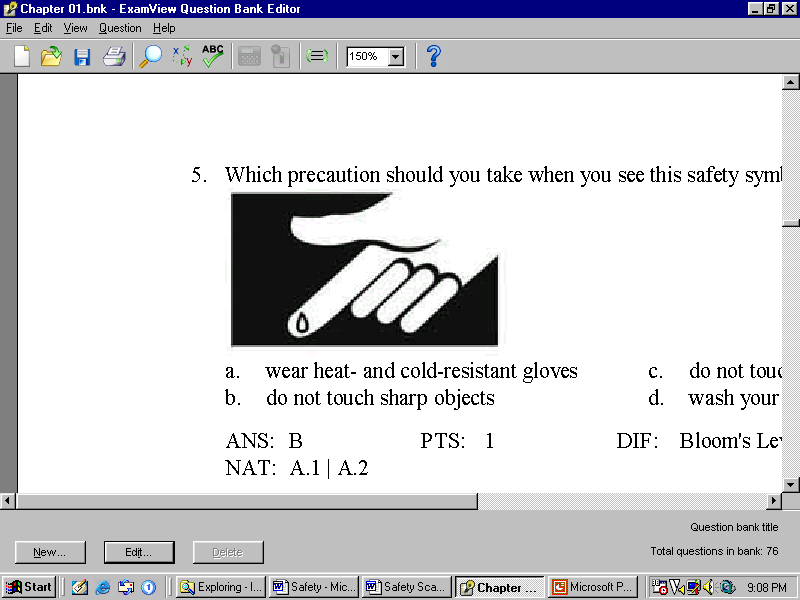 Chapter 01.bnk - ExamView Question Bank Editor
File Edit View Question Help
ABC 150% ?
5. Which precaution should you take when you see this safety
a. wear heat- and cold-resistant gloves c. do not
b. do not touch sharp objects d. wash your
ANS: B PTS: 1 DIF: Bloom's
NAT: A.1 | A.2
Question bank title
New... Edit... Delete Total questions in bank: 76
Start Exploring - I... Safety - Mic... Safety Sca... Chapter ... Microsoft P... 9:08 PM